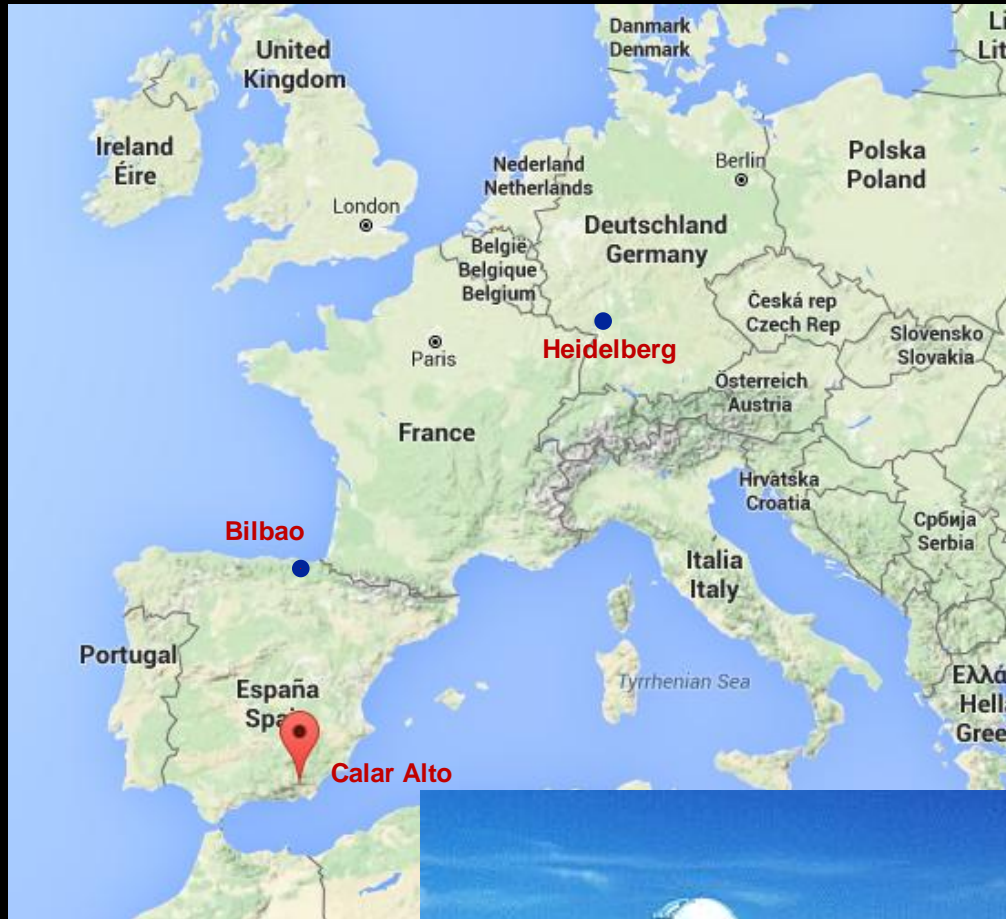 Danmark
Denmark
Li
Lit
United
Kingdom
Ireland
Éire
Nederland
Netherlands
Berlin
Polska
Poland
London
Deutschland
Germany
België
Belgique
Belgium
Česká rep
Czech Rep
Slovensko
Slovakia
Paris
Heidelberg
Österreich
Austria
France
Hrvatska
Croatia
Србија
Serbia
Bilbao
Italia
Italy
Portugal
España
Spa
Tyrrhenian Sea
Ελλά
Hella
Gree
Calar Alto